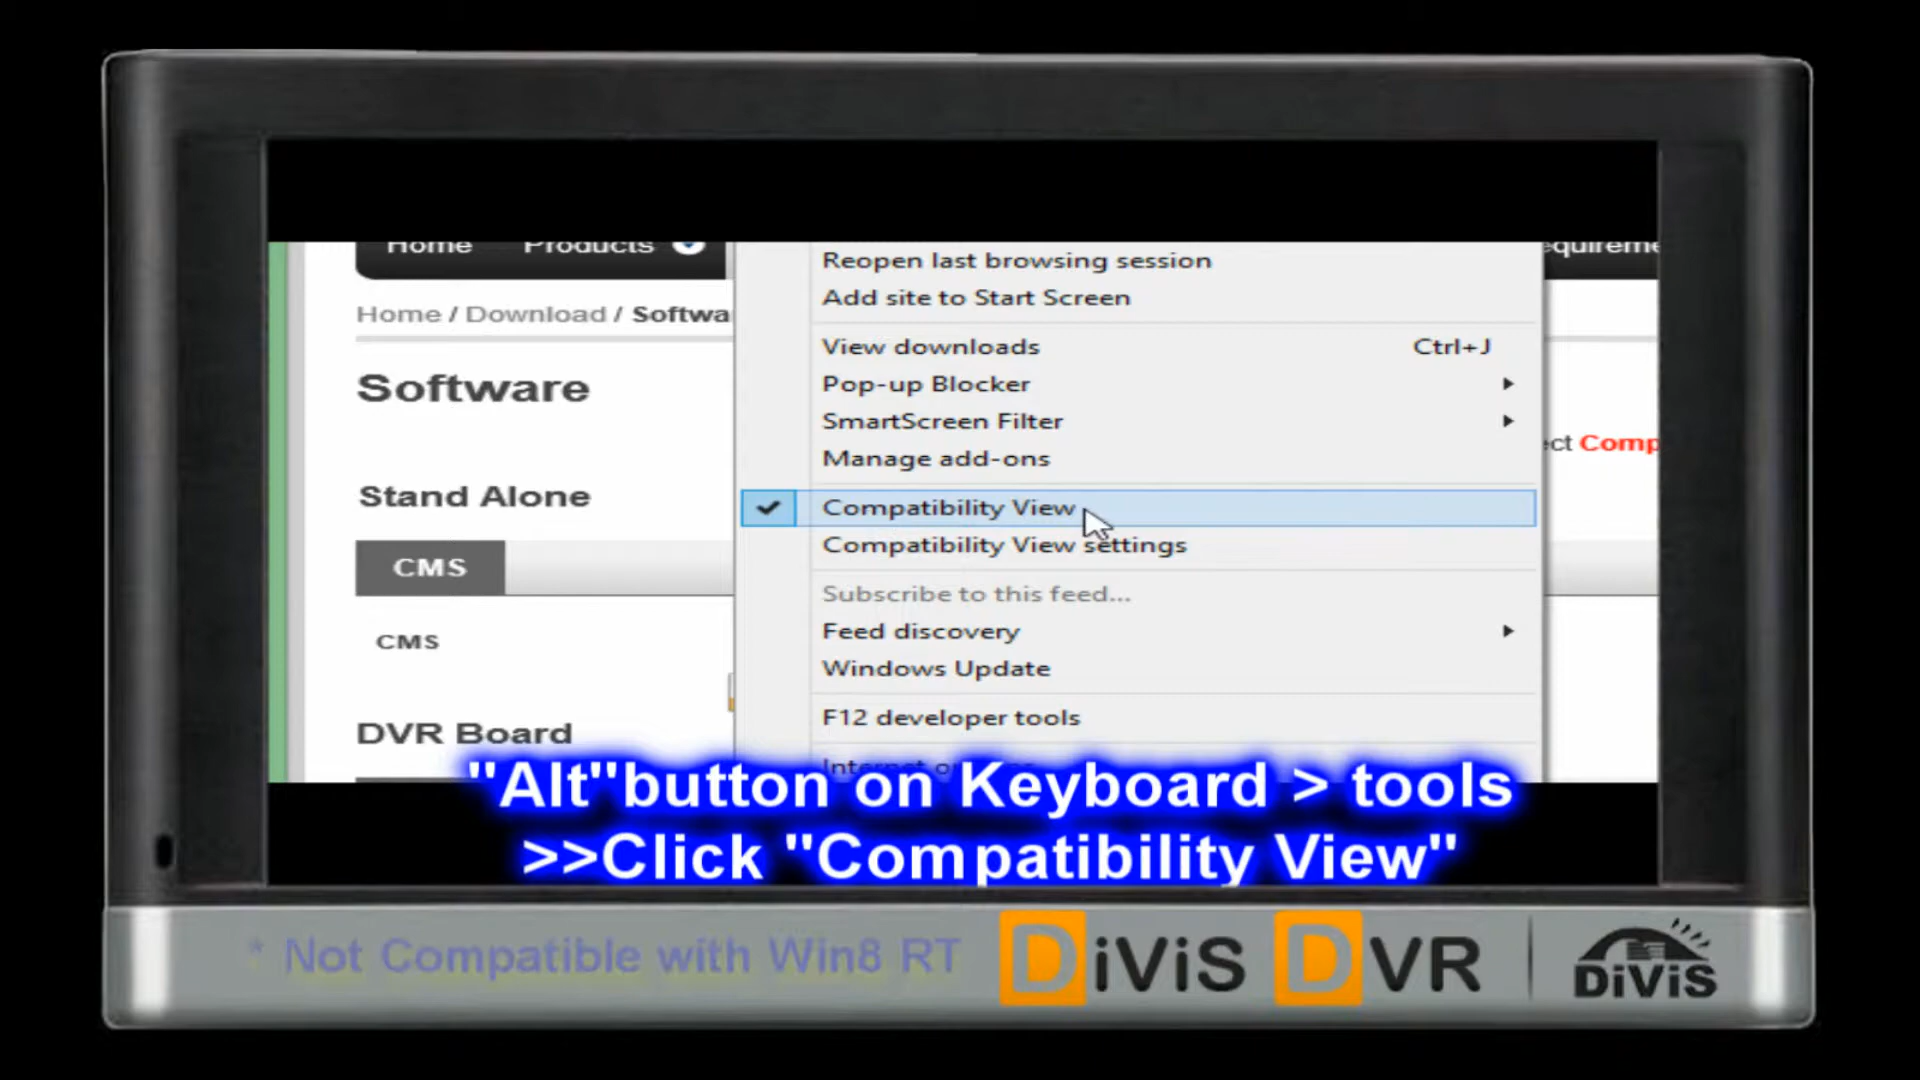 Home Products
equireme
Home / Download / Softwa
Software
Stand Alone
CMS
CMS
DVR Board
Reopen last browsing session
Add site to Start Screen
View downloads Ctrl+J
Pop-up Blocker
SmartScreen Filter
Manage add-ons
ect Comp
Compatibility View
Compatibility View settings
Subscribe to this feed...
Feed discovery
Windows Update
F12 developer tools
Internet
"Alt"button on Keyboard > tools
>>Click "Compatibility View"
* Not Compatible with Win8 RT
DiViS DVR
DiViS